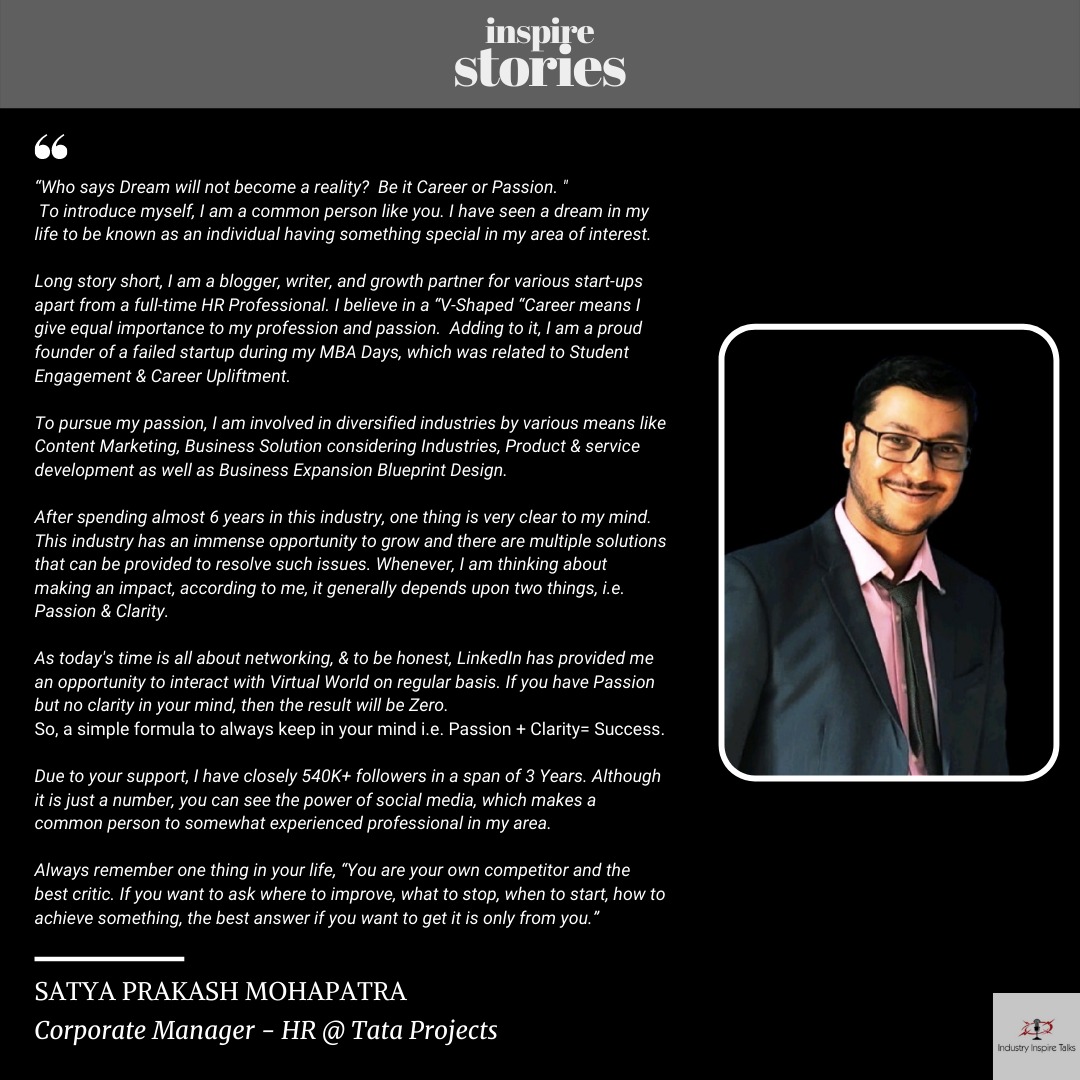 inspire
stories
“
“Who says Dream will not become a reality?  Be it Career or Passion. "
To introduce myself, I am a common person like you. I have seen a dream in my
life to be known as an individual having something special in my area of interest.
Long story short, I am a blogger, writer, and growth partner for various start-ups
apart from a full-time HR Professional. I believe in a “V-Shaped “Career means I
give equal importance to my profession and passion.  Adding to it, I am a proud
founder of a failed startup during my MBA Days, which was related to Student
Engagement & Career Upliftment.
To pursue my passion, I am involved in diversified industries by various means like
Content Marketing, Business Solution considering Industries, Product & service
development as well as Business Expansion Blueprint Design.
After spending almost 6 years in this industry, one thing is very clear to my mind.
This industry has an immense opportunity to grow and there are multiple solutions
that can be provided to resolve such issues. Whenever, I am thinking about
making an impact, according to me, it generally depends upon two things, i.e.
Passion & Clarity.
As today's time is all about networking, & to be honest, LinkedIn has provided me
an opportunity to interact with Virtual World on regular basis. If you have Passion
but no clarity in your mind, then the result will be Zero.
So, a simple formula to always keep in your mind i.e. Passion + Clarity= Success.
Due to your support, I have closely 540K+ followers in a span of 3 Years. Although
it is just a number, you can see the power of social media, which makes a
common person to somewhat experienced professional in my area.
Always remember one thing in your life, “You are your own competitor and the
best critic. If you want to ask where to improve, what to stop, when to start, how to
achieve something, the best answer if you want to get it is only from you.”
SATYA PRAKASH MOHAPATRA
Corporate Manager – HR @ Tata Projects
Industry Inspire Talks